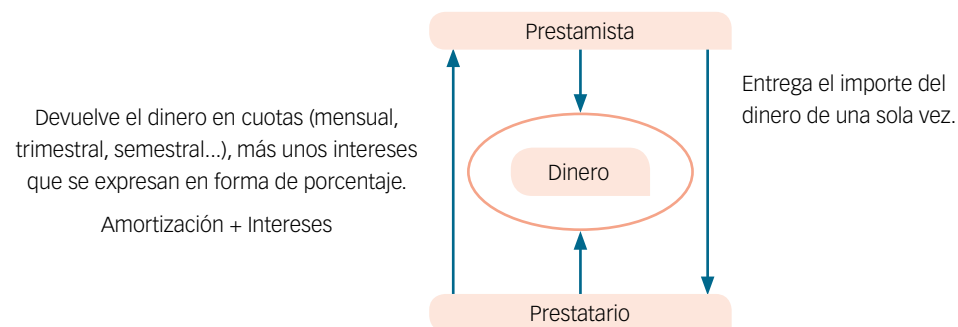 Prestamista
Entrega el importe del
dinero de una sola vez.
Devuelve el dinero en cuotas (mensual,
trimestral, semestral...), más unos intereses
que se expresan en forma de porcentaje.
Amortización + Intereses
Dinero
Prestatario